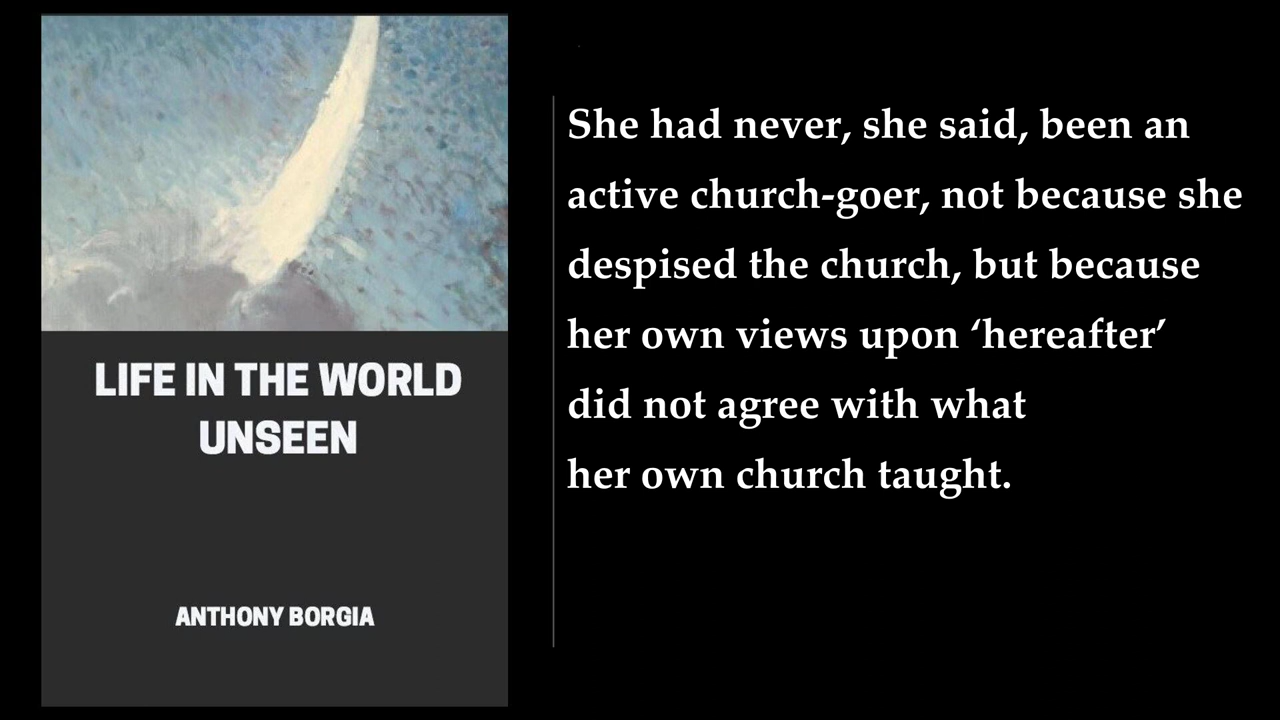 LIFE IN THE WORLD
UNSEEN
ANTHONY BORGIA
She had never, she said, been an
active church-goer, not because she
despised the church, but because
her own views upon ‘hereafter’
did not agree with what
her own church taught.